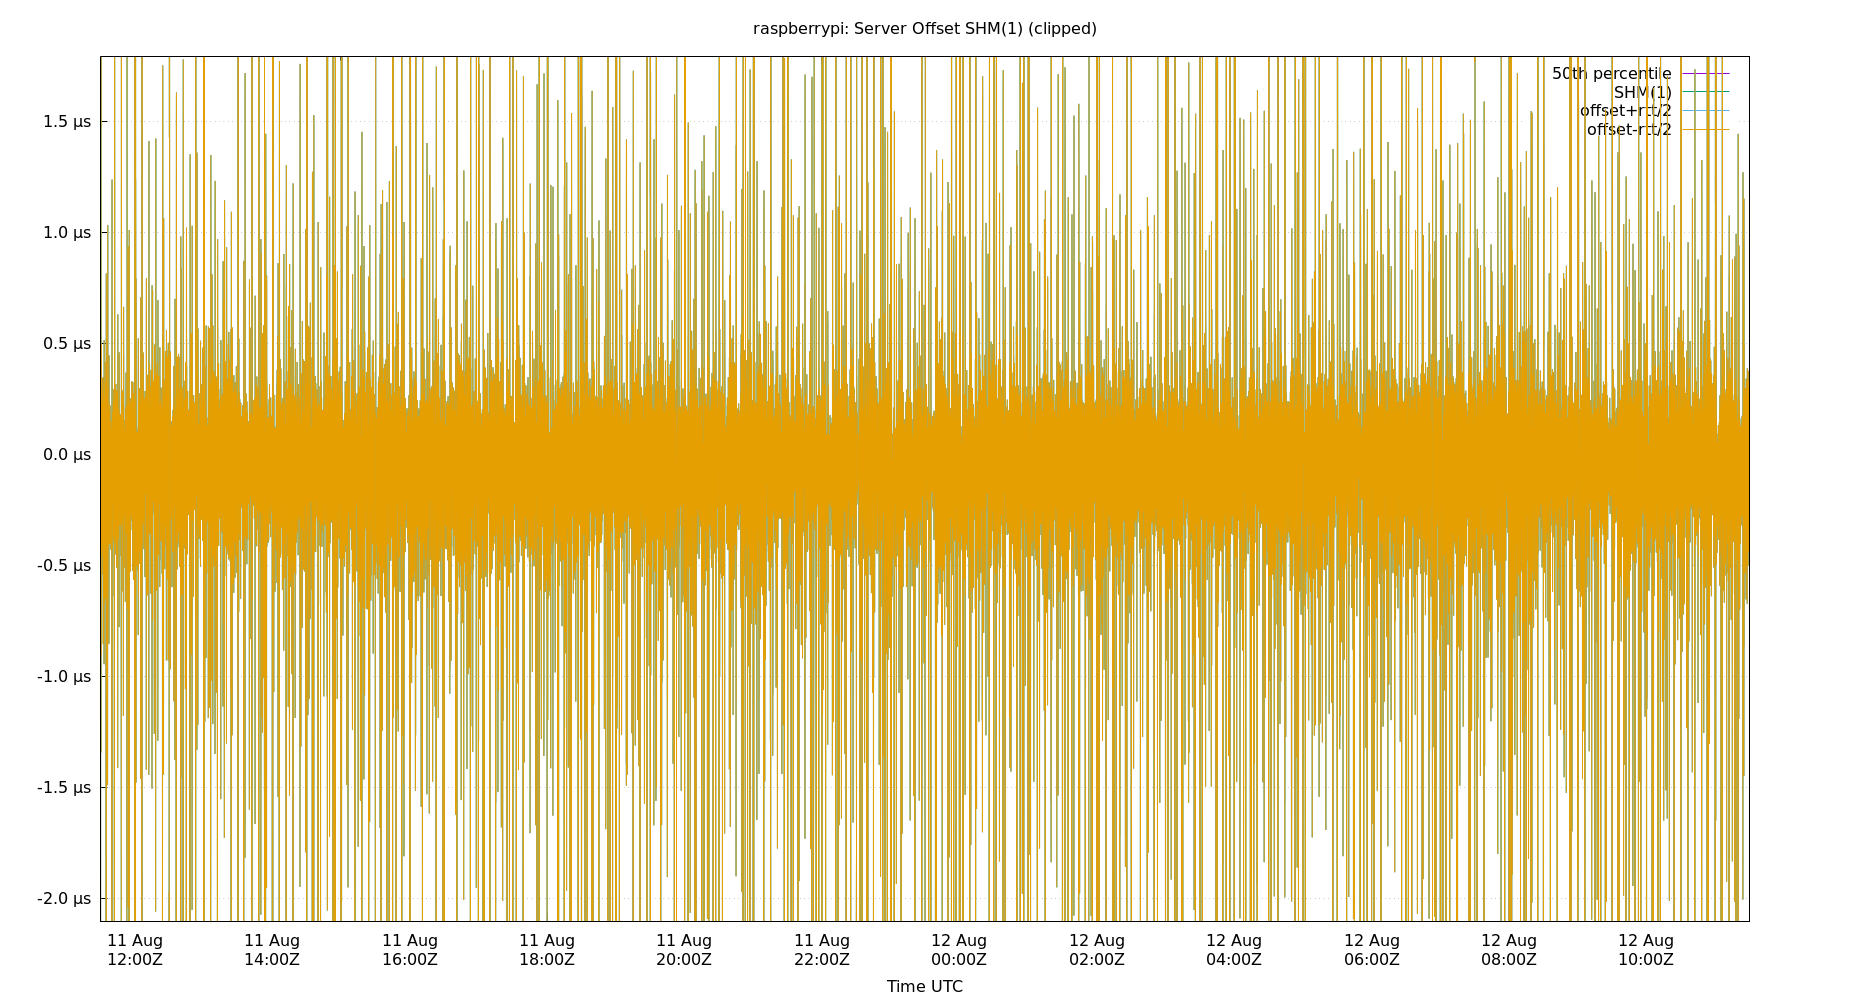 raspberrypi: Server Offset SHM(1) (clipped)
50th percentile
SHM(1)
offset+rtt/2
offset-rtt/2
1.5 µs
1.0 µs
0.5 µs
0.0 µs
-0.5 µs
-1.0 µs
-1.5 µs
-2.0 µs
11 Aug 11 Aug 11 Aug 11 Aug 11 Aug 11 Aug 12 Aug 12 Aug 12 Aug 12 Aug 12 Aug 12 Aug
12:00Z 14:00Z 16:00Z 18:00Z 20:00Z 22:00Z 00:00Z 02:00Z 04:00Z 06:00Z 08:00Z 10:00Z
Time UTC